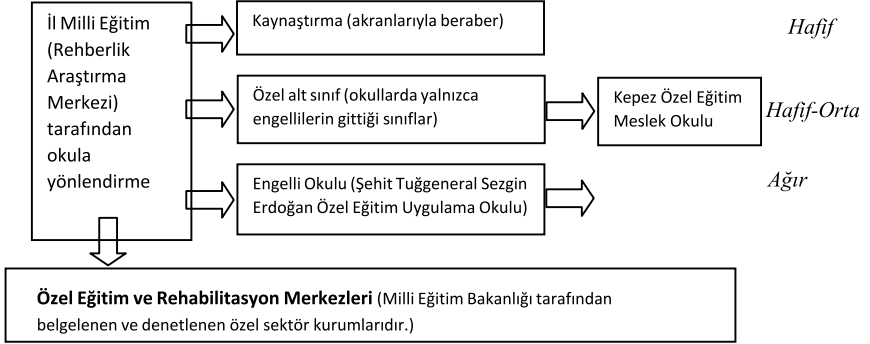 İl Milli Eğitim
(Rehberlik
Araştırma
Merkezi)
tarafından
okula
yönlendirme
Kaynaştırma (akranlarıyla beraber)
Hafif
Özel alt sınıf (okullarda yalnızca
engellilerin gittiği sınıflar)
Kepez Özel Eğitim
Meslek Okulu
Hafif-Orta
Engelli Okulu (Şehit Tuğgeneral Sezgin
Erdoğan Özel Eğitim Uygulama Okulu)
Ağır
Özel Eğitim ve Rehabilitasyon Merkezleri (Milli Eğitim Bakanlığı tarafından
belgelenen ve denetlenen özel sektör kurumlarıdır.)